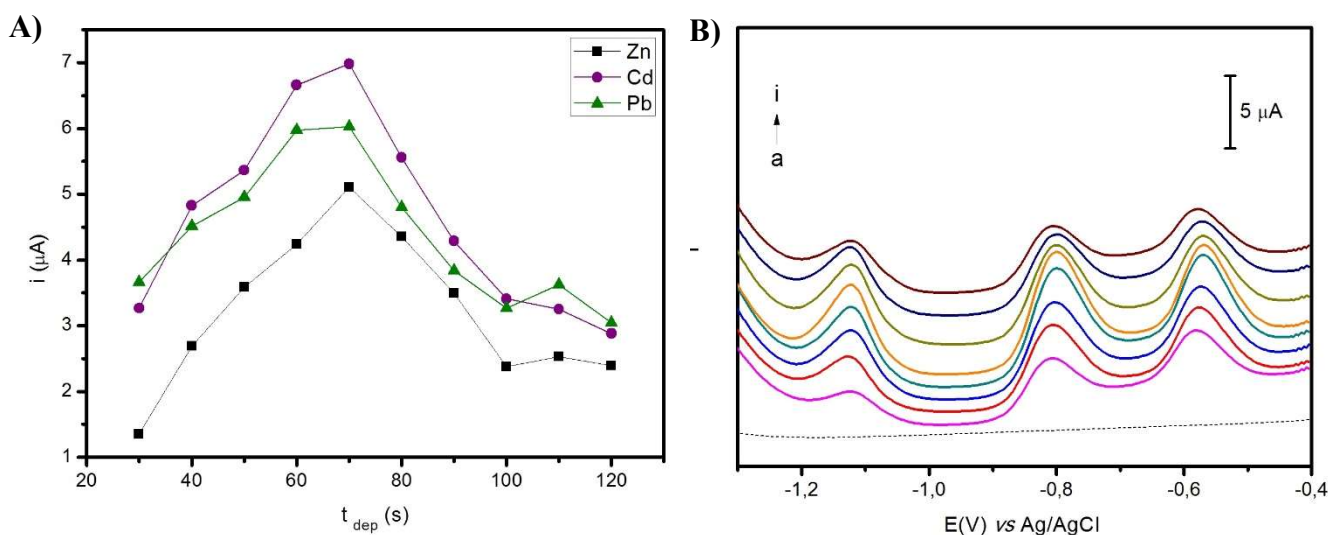 A)
Zn
Cd
Pb
7
6
5
4
3
2
1
i (μA)
20 40 60 80 100 120
t dep (s)
B)
i
a
5 μA
I
-1,2 -1,0 -0,8 -0,6 -0,4
E(V) vs Ag/AgCl